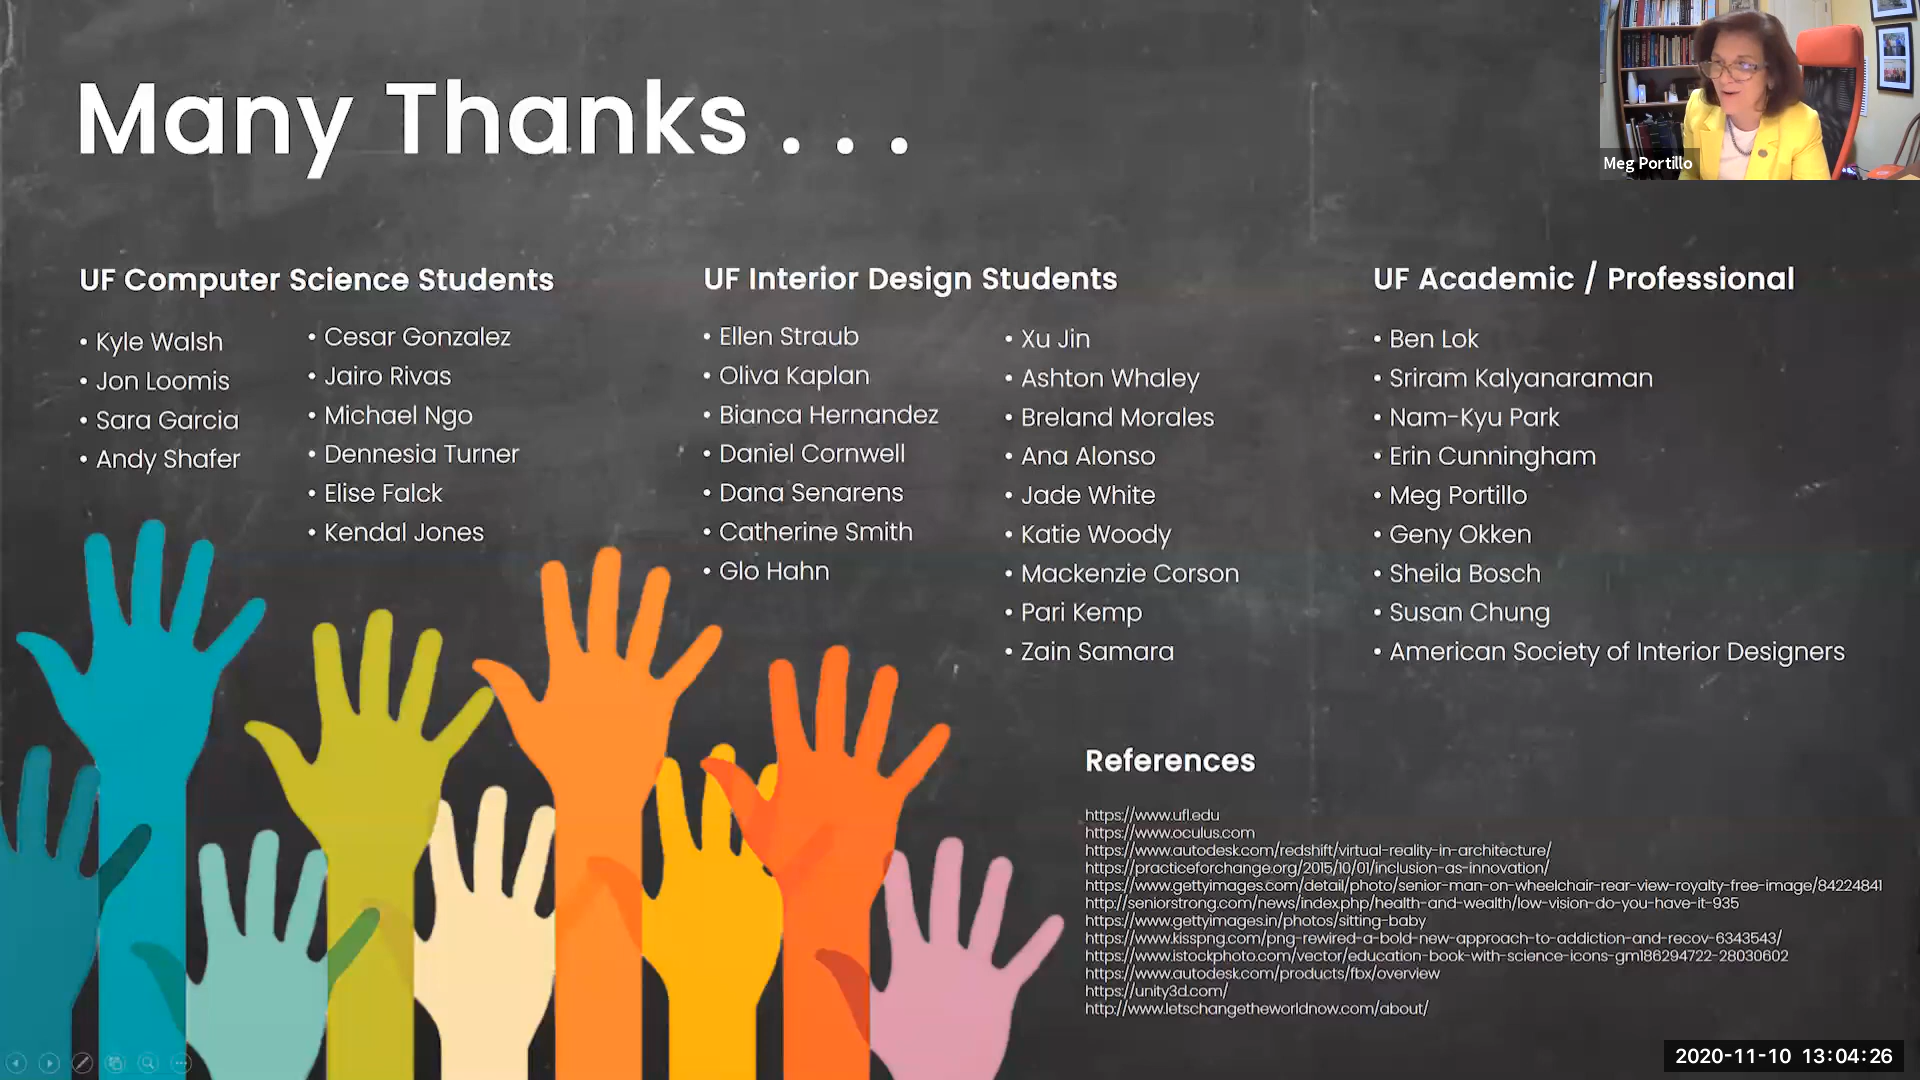 Many Thanks . . .
Meg Portillo
UF Computer Science Students
• Kyle Walsh
• Jon Loomis
• Sara Garcia
• Andy Shafer
• Cesar Gonzalez
• Jairo Rivas
• Michael Ngo
• Dennesia Turner
• Elise Falck
• Kendal Jones
UF Interior Design Students
• Ellen Straub
• Oliva Kaplan
• Bianca Hernandez
• Daniel Cornwell
• Dana Senarens
• Catherine Smith
• Glo Hahn
• Xu Jin
• Ashton Whaley
• Breland Morales
• Ana Alonso
• Jade White
• Katie Woody
• Mackenzie Corson
• Pari Kemp
• Zain Samara
UF Academic / Professional
• Ben Lok
• Sriram Kalyanaraman
• Nam-Kyu Park
• Erin Cunningham
• Meg Portillo
• Geny Okken
• Sheila Bosch
• Susan Chung
• American Society of Interior Designers
References
https://www.ufl.edu
https://www.oculus.com
https://www.autodesk.com/redshift/virtual-reality-in-architecture/
https://practiceforchange.org/2015/10/01/inclusion-as-innovation/
https://www.gettyimages.com/detail/photo/senior-man-on-wheelchair-rear-view-royalty-free-image/84224841
http://seniorstrong.com/news/index.php/health-and-wealth/low-vision-do-you-have-it-935
https://www.gettyimages.in/photos/sitting-baby
https://www.kisspng.com/png-rewired-a-bold-new-approach-to-addiction-and-recov-6343543/
https://www.istockphoto.com/vector/education-book-with-science-icons-gm186294722-28030602
https://www.autodesk.com/products/fbx/overview
https://unity3d.com/
http://www.letschangetheworldnow.com/about/
2020-11-10 13:04:26